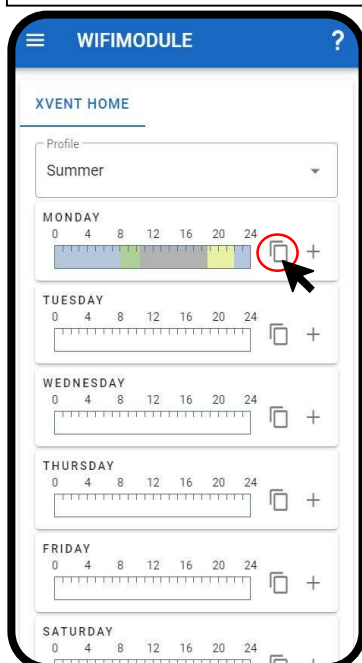 WIFIMODULE ?
XVENT HOME
Profile
Summer
MONDAY
0 4 8 12 16 20 24
+
TUESDAY
0 4 8 12 16 20 24
+
WEDNESDAY
0 4 8 12 16 20 24
+
THURSDAY
0 4 8 12 16 20 24
+
FRIDAY
0 4 8 12 16 20 24
+
SATURDAY
0 4 8 12 16 20 24